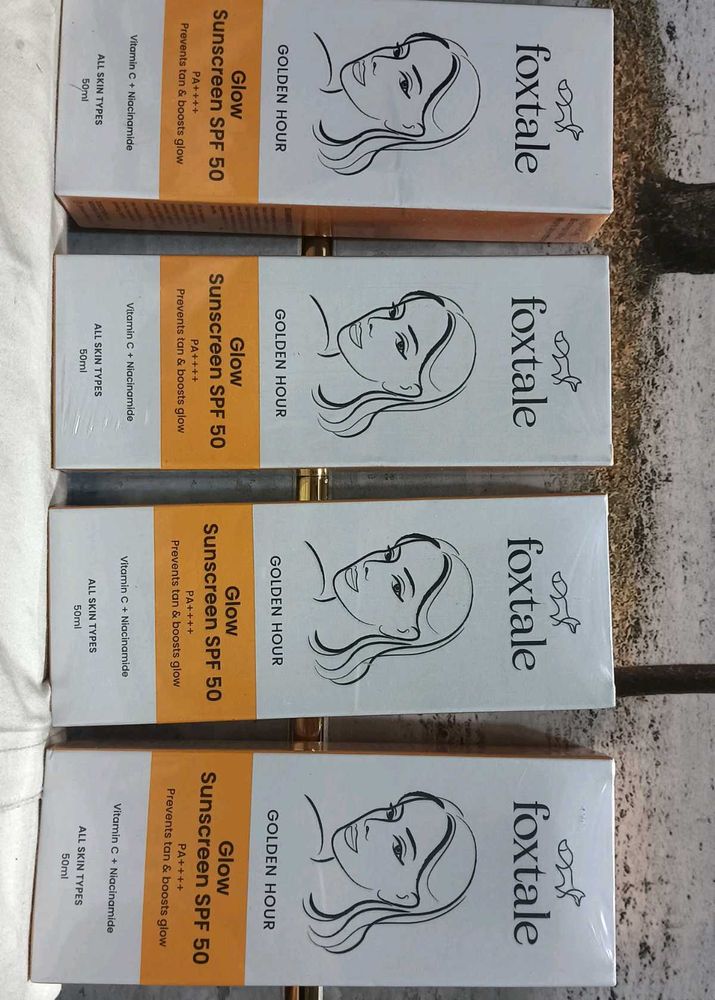 foxtale
GOLDEN HOUR
Glow
Sunscreen SPF 50
PA++++
Prevents tan & boosts glow
Vitamin C + Niacinamide
ALL SKIN TYPES
50ml
foxtale
GOLDEN HOUR
Glow
Sunscreen SPF 50
PA++++
Prevents tan & boosts glow
Vitamin C + Niacinamide
ALL SKIN TYPES
50ml
foxtale
GOLDEN HOUR
Glow
Sunscreen SPF 50
PA++++
Prevents tan & boosts glow
Vitamin C + Niacinamide
ALL SKIN TYPES
50ml
foxtale
GOLDEN HOUR
Glow
Sunscreen SPF 50
PA++++
Prevents tan & boosts glow
Vitamin C + Niacinamide
ALL SKIN TYPES
50ml